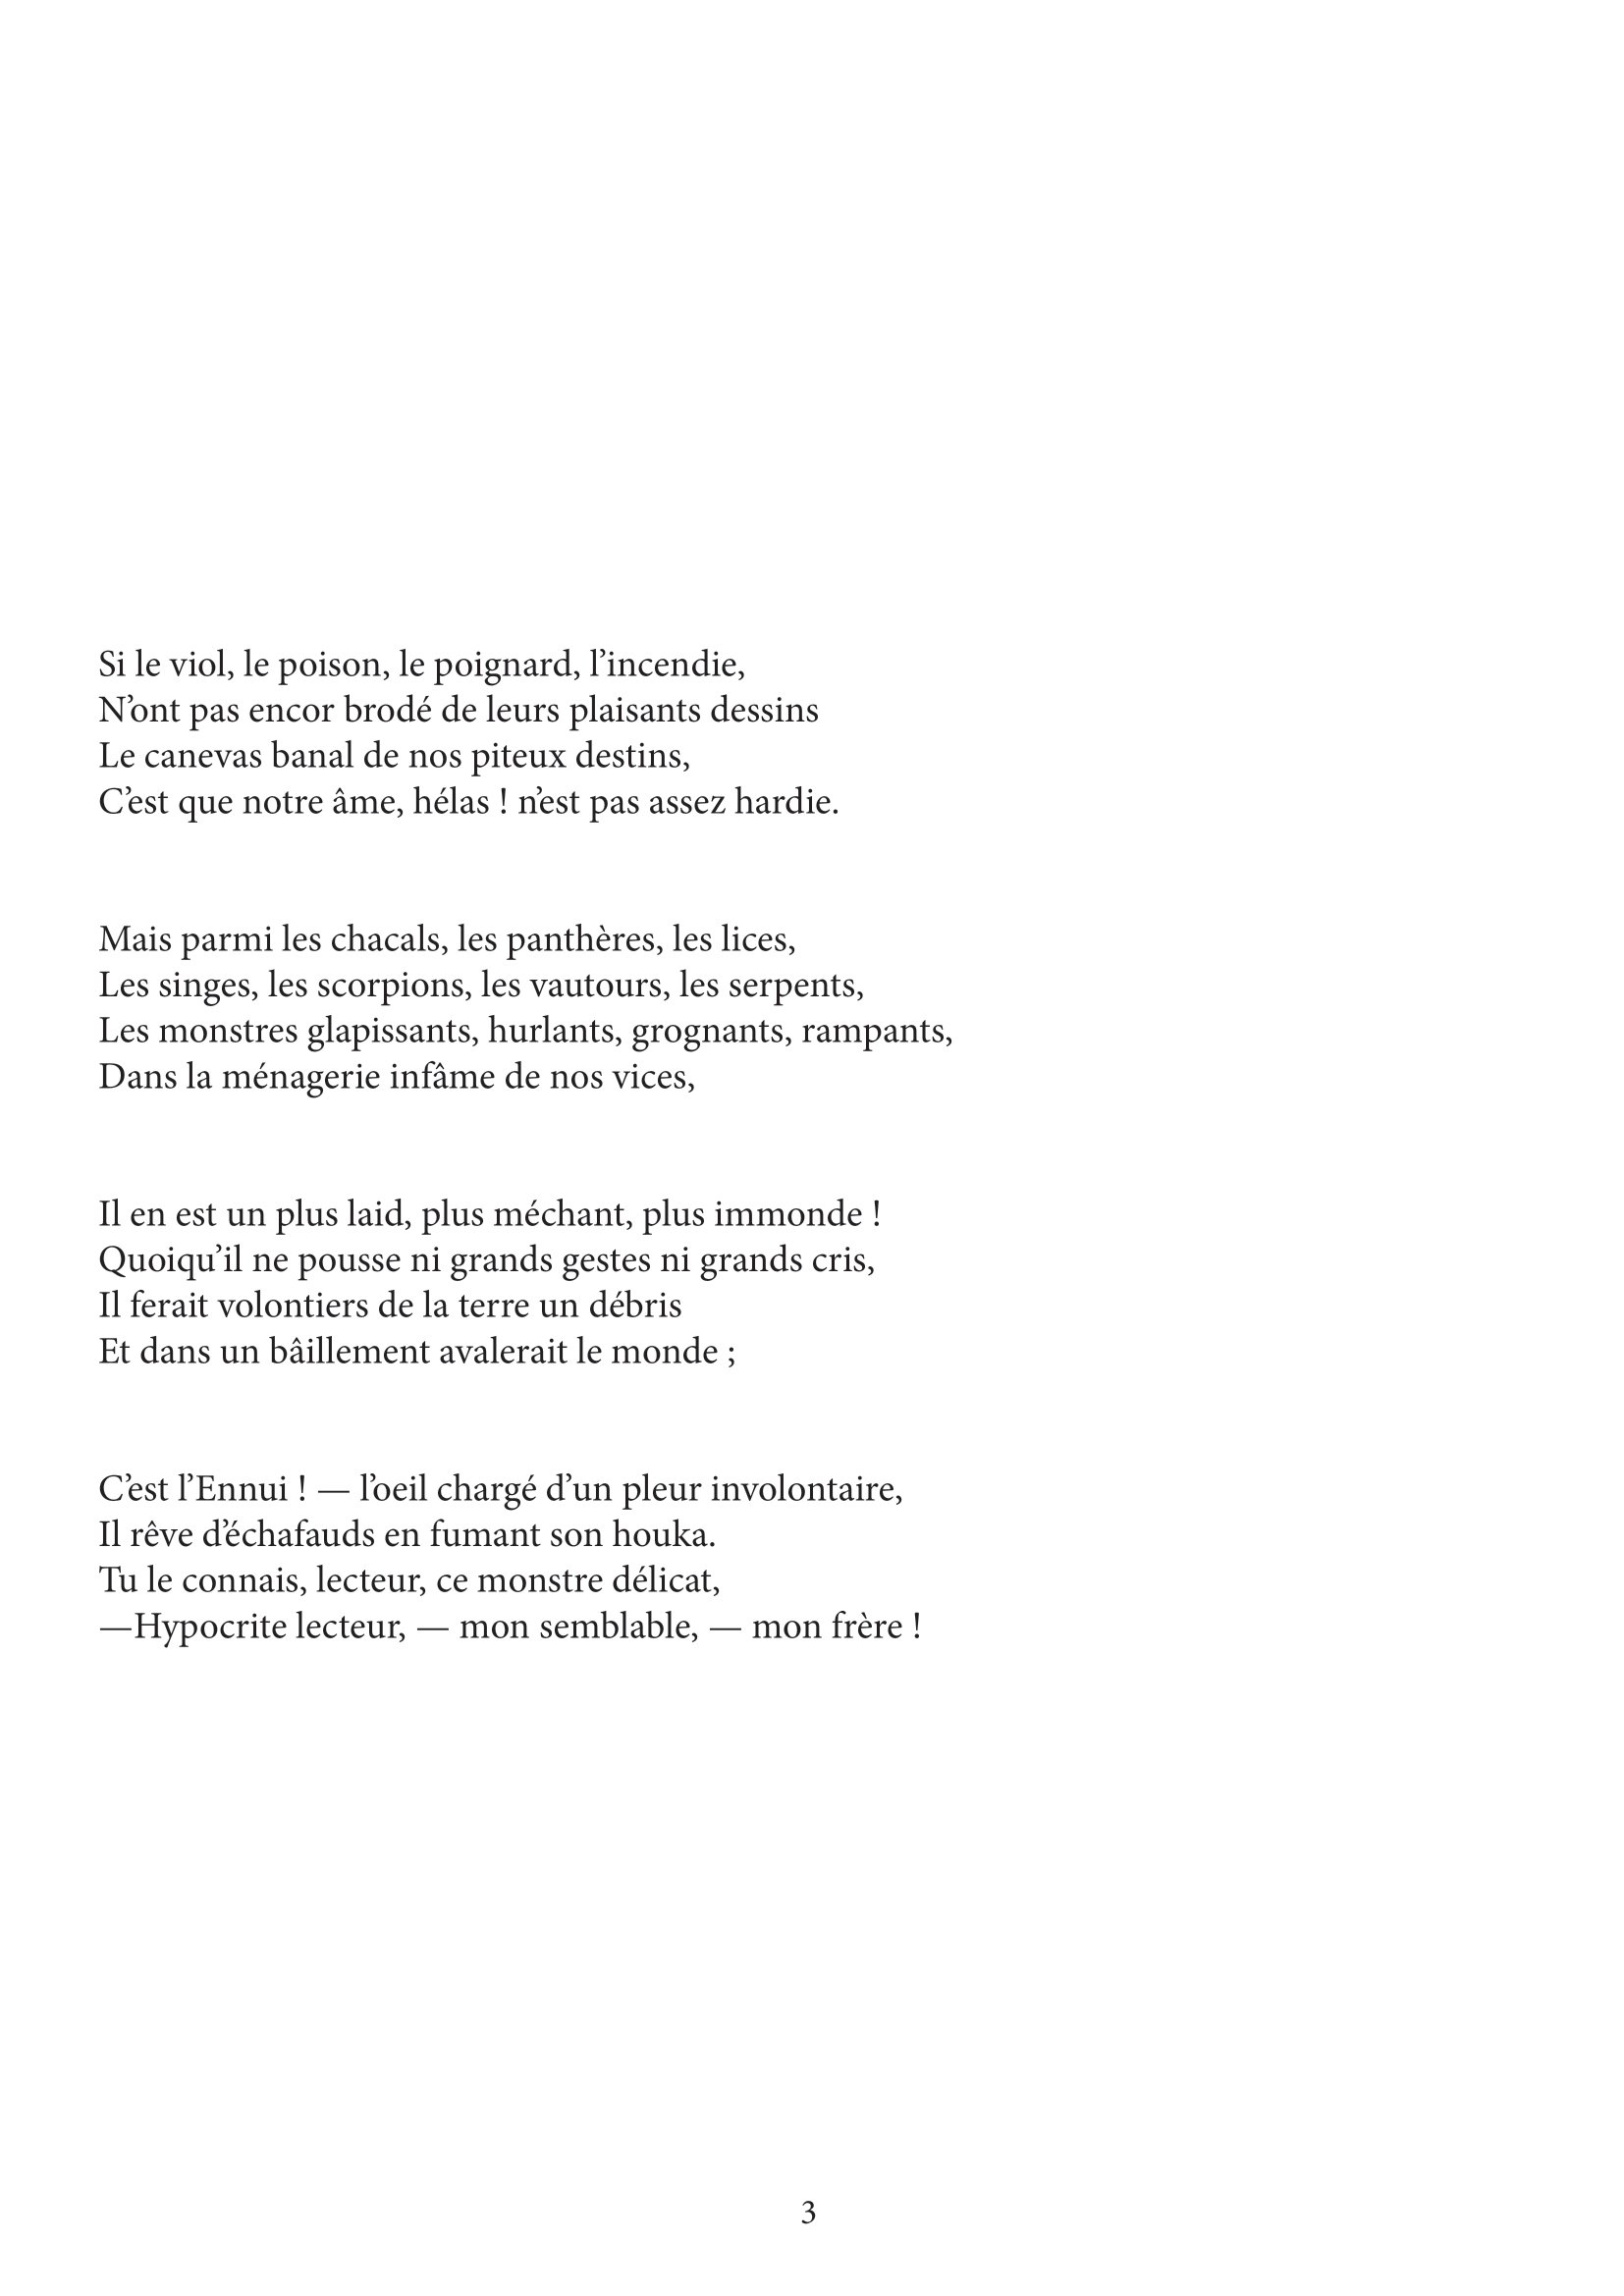 Si le viol, le poison, le poignard, l’incendie,
N’ont pas encor brodé de leurs plaisants dessins
Le canevas banal de nos piteux destins,
C’est que notre âme, hélas ! n’est pas assez hardie.
Mais parmi les chacals, les panthères, les lices,
Les singes, les scorpions, les vautours, les serpents,
Les monstres glapissants, hurlants, grognants, rampants,
Dans la ménagerie infâme de nos vices,
Il en est un plus laid, plus méchant, plus immonde !
Quoiqu’il ne pousse ni grands gestes ni grands cris,
Il ferait volontiers de la terre un débris
Et dans un bâillement avalerait le monde ;
C’est l’Ennui ! — l’oeil chargé d’un pleur involontaire,
Il rêve d’échafauds en fumant son houka.
Tu le connais, lecteur, ce monstre délicat,
—Hypocrite lecteur, — mon semblable, — mon frère !
3